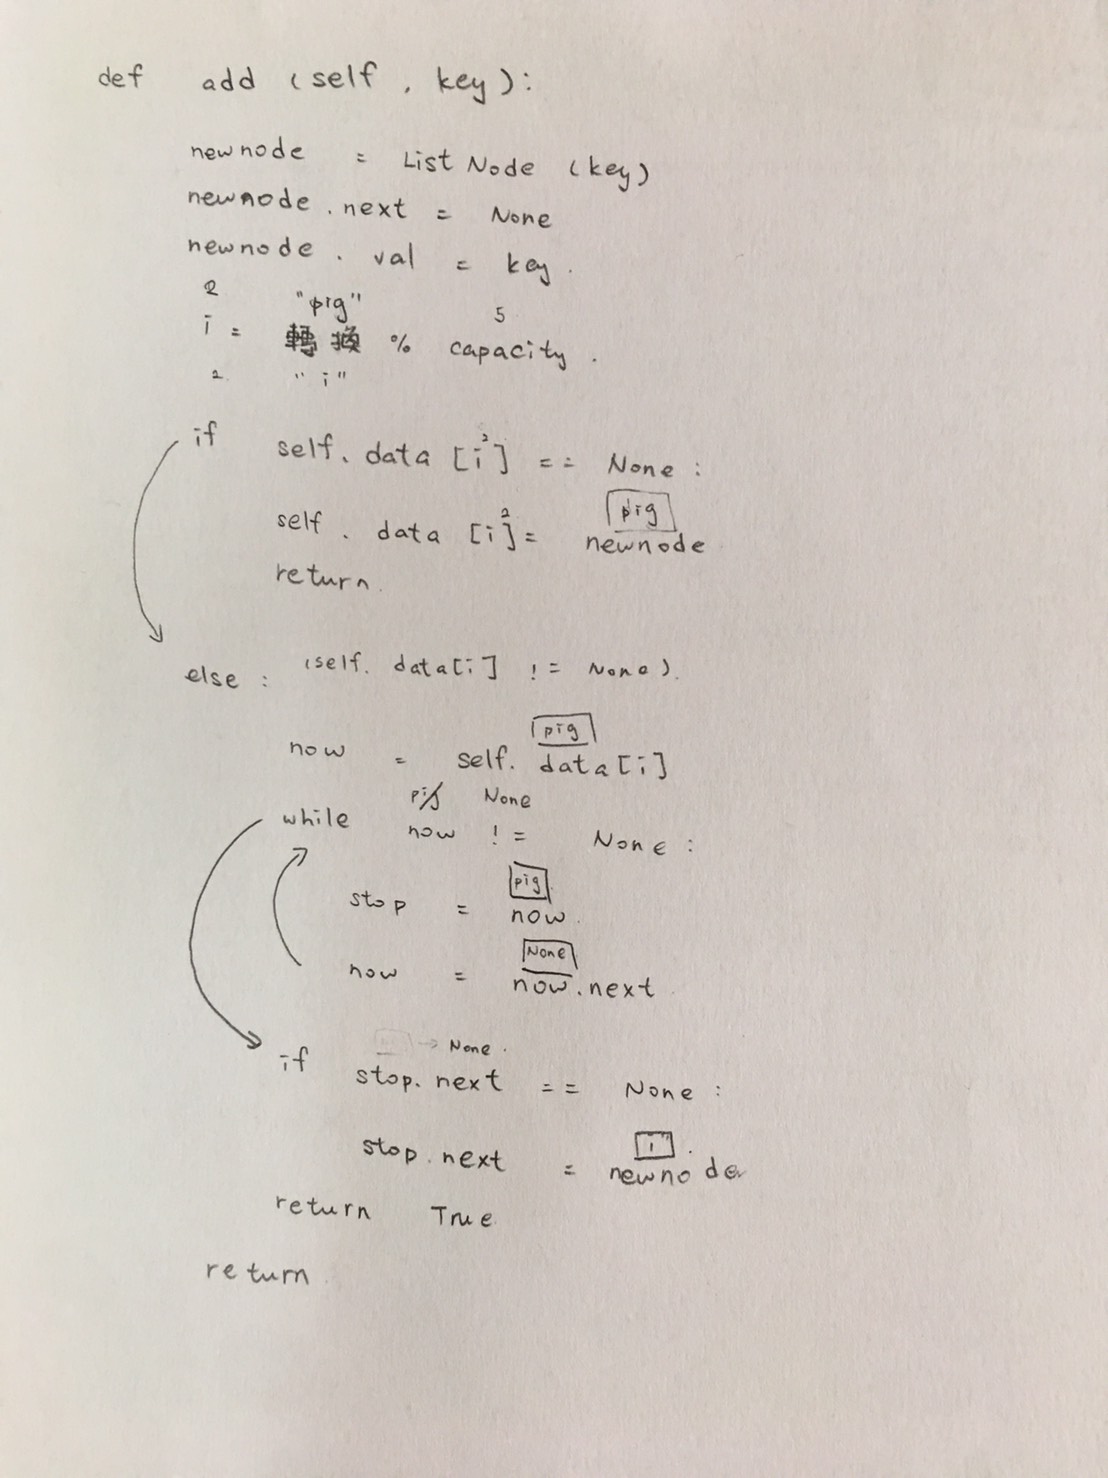 def add (self, key):
newnode = List Node (key)
newnode.next = None
newnode. val = key.
2 "pig" 5
i = 轉換 % capacity.
2 "i"
if self. data [i] == None :
2
pig
self. data [i] = newnode
2
return.
else : (self. data[i] != None).
pig
now = self. data[i]
pig None
while now != None :
pig
stop = now.
None
now = now.next
→ None.
if stop. next == None :
i
stop. next = newnode
return True
return.